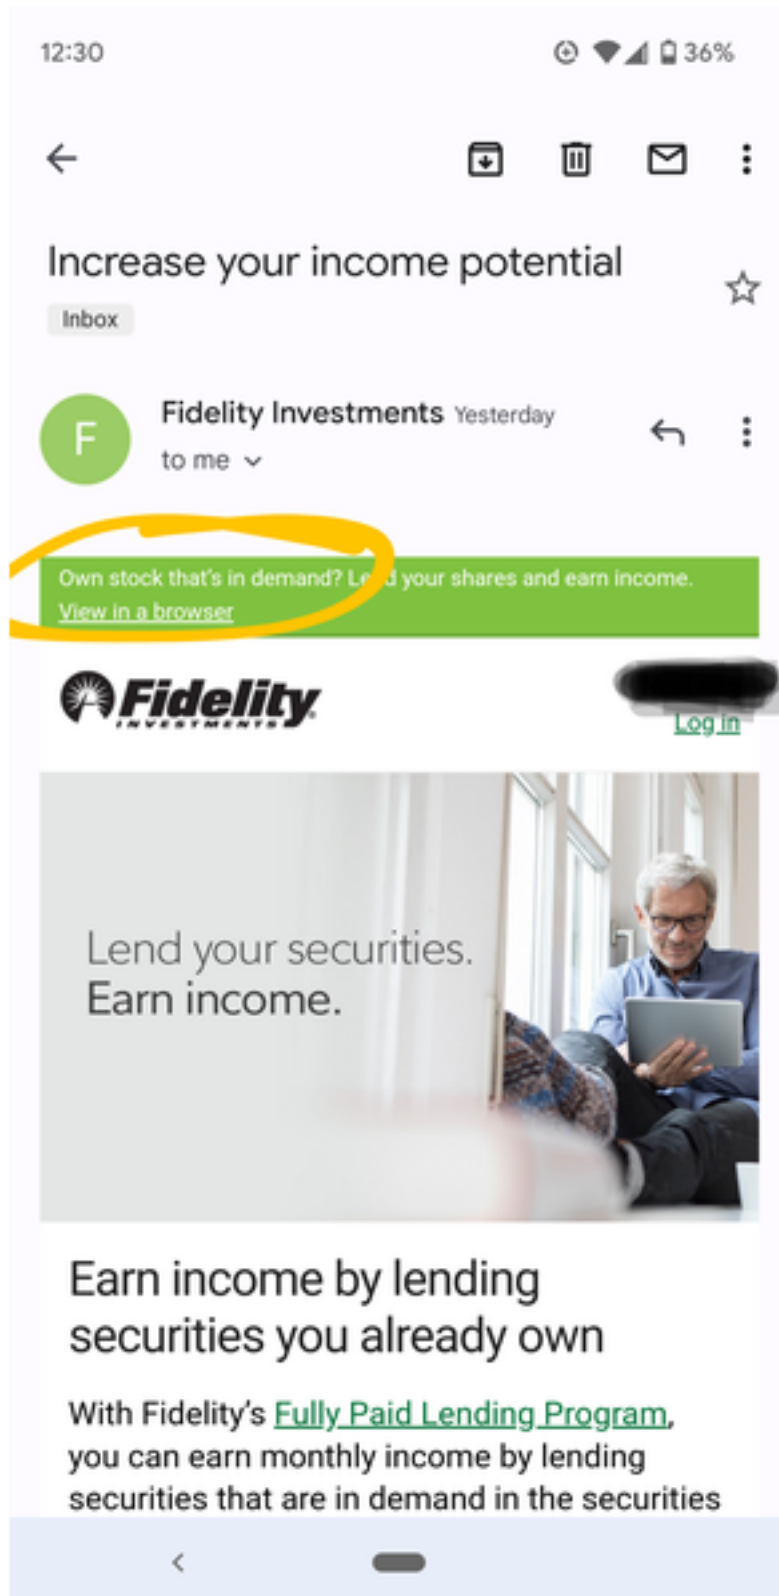 12:30
36%
Increase your income potential
Inbox
F
Fidelity Investments Yesterday
to me
Own stock that's in demand? Lend your shares and earn income.
View in a browser
Fidelity
INVESTMENTS
Log in
Lend your securities.
Earn income.
Earn income by lending
securities you already own
With Fidelity's Fully Paid Lending Program,
you can earn monthly income by lending
securities that are in demand in the securities